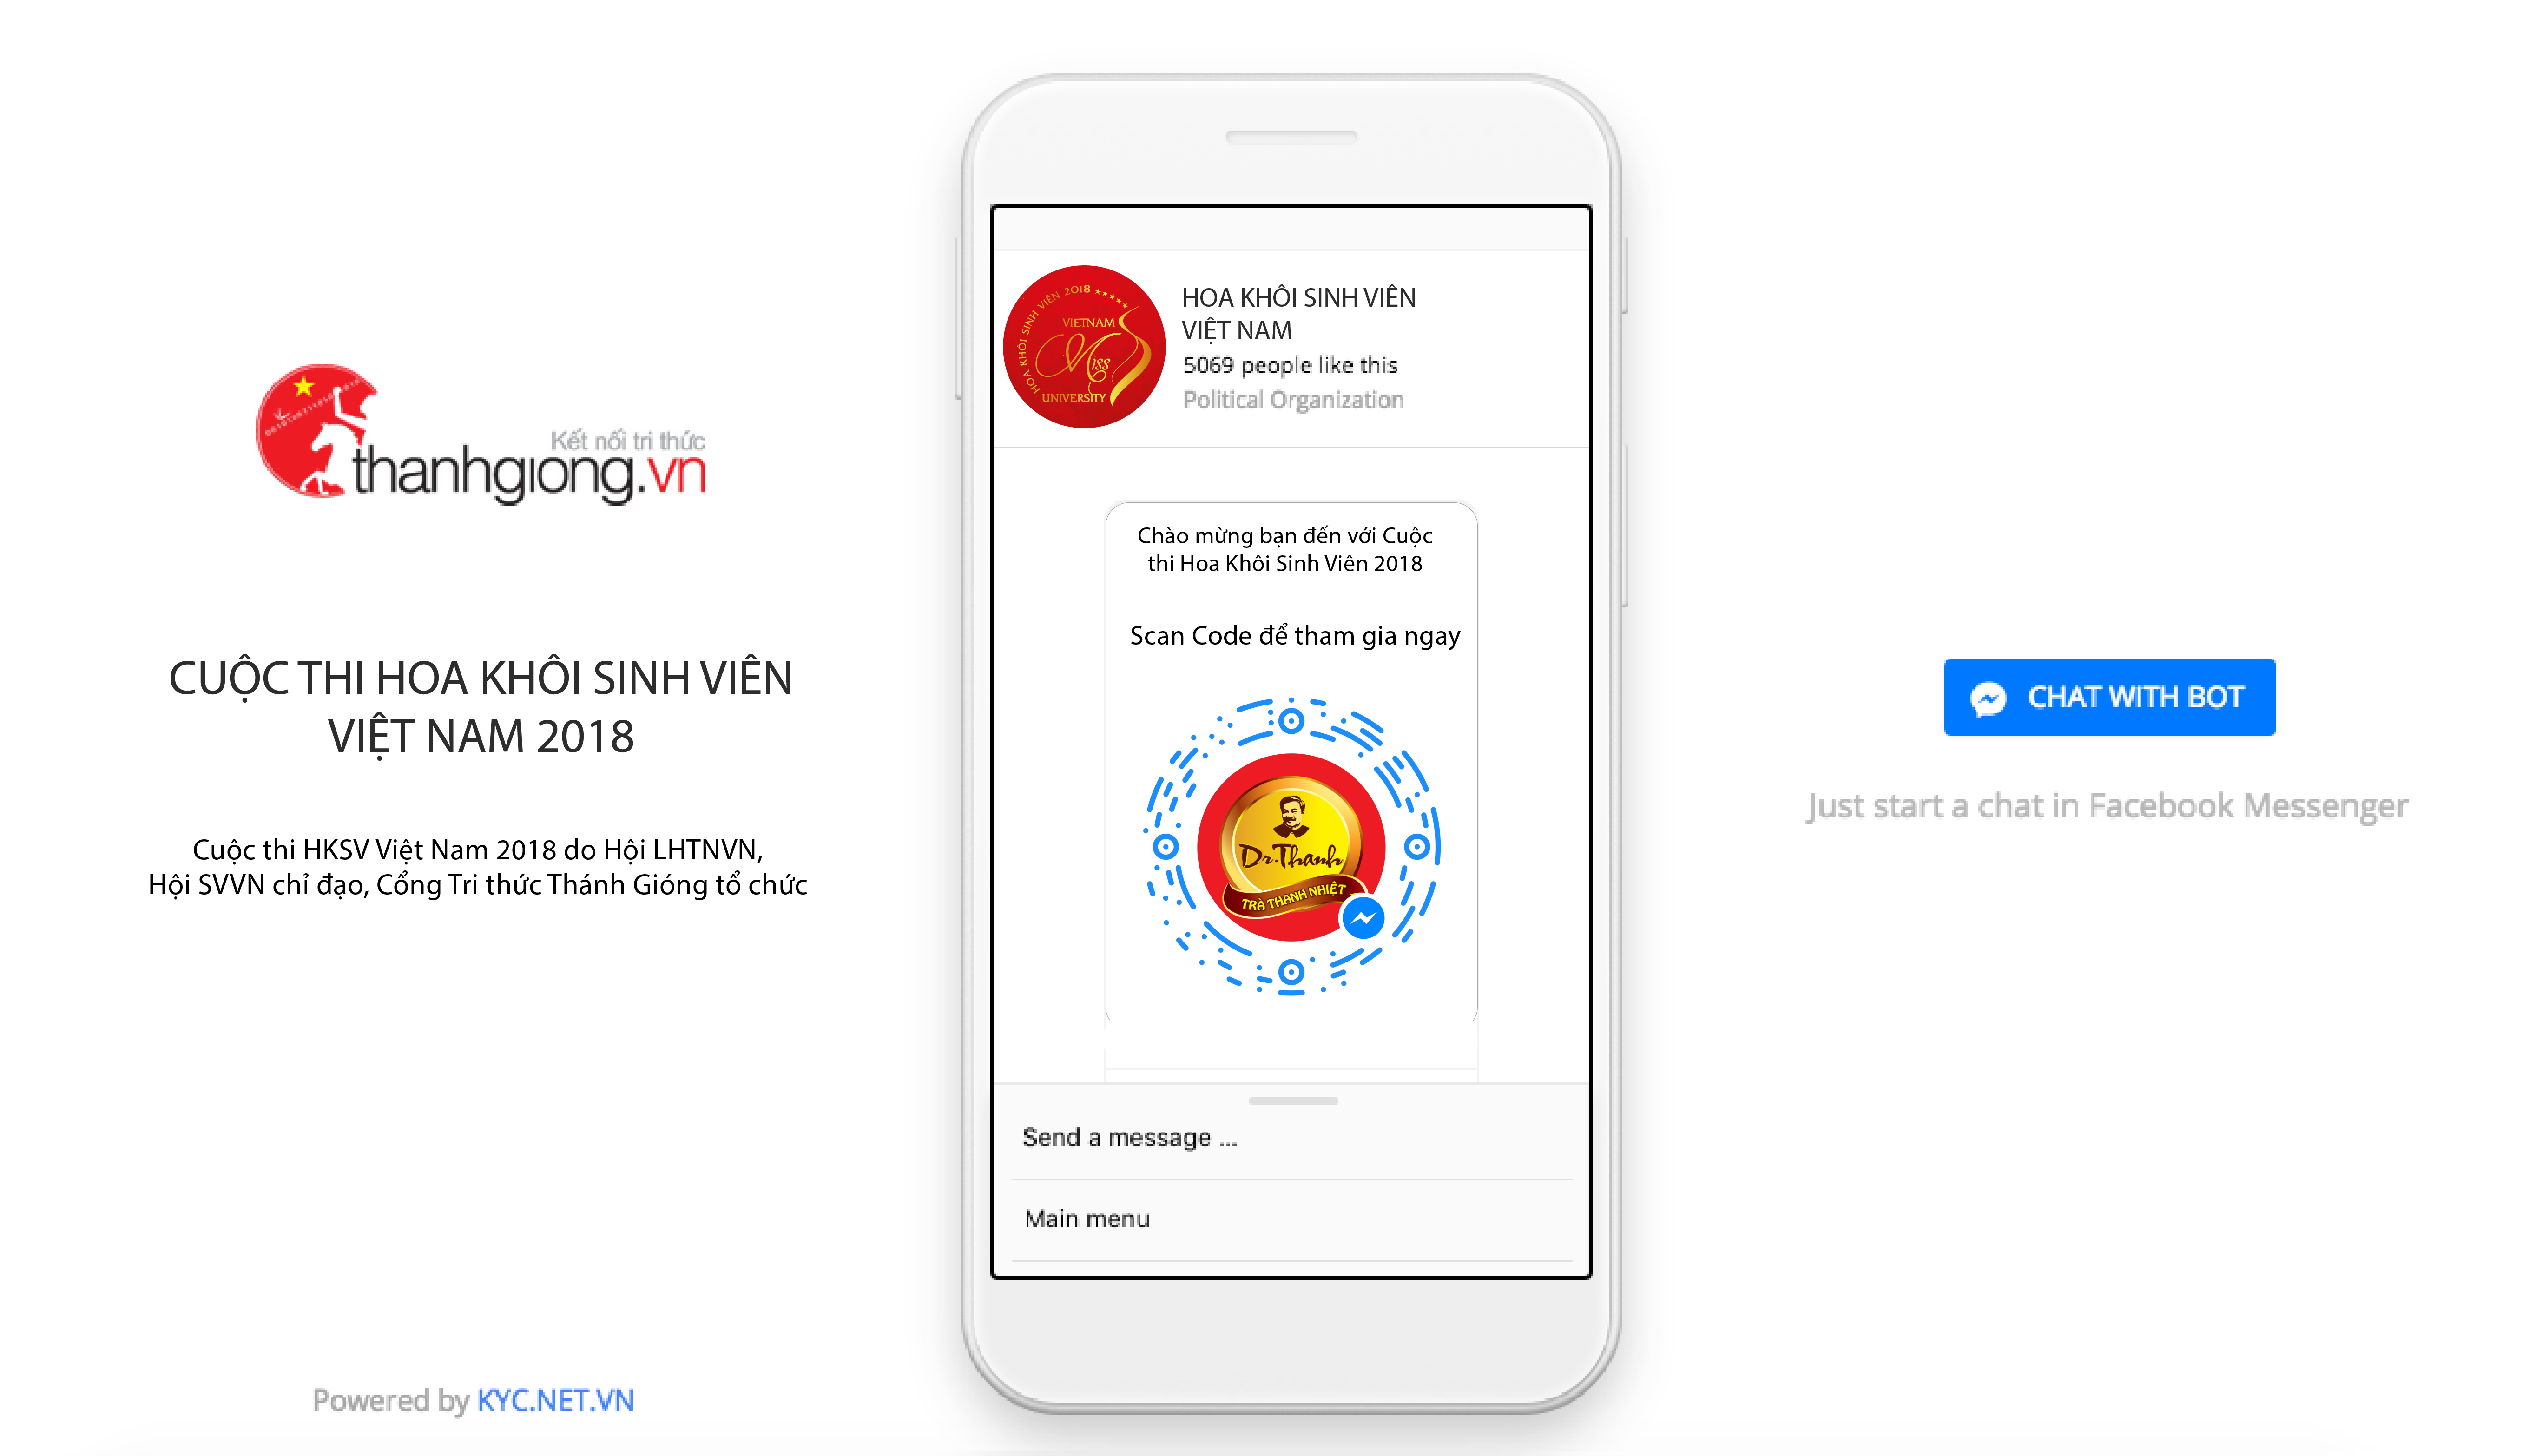 Kết nối tri thức
thanhgiong.vn
CUỘC THI HOA KHÔI SINH VIÊN
VIỆT NAM 2018
Cuộc thi HKSV Việt Nam 2018 do Hội LHTNVN,
Hội SVVN chỉ đạo, Cổng Tri thức Thánh Gióng tổ chức
Powered by KYC.NET.VN
HOA KHÔI SINH VIÊN 2018
VIETNAM
Miss
UNIVERSITY
HOA KHÔI SINH VIÊN
VIỆT NAM
5069 people like this
Political Organization
Chào mừng bạn đến với Cuộc
thi Hoa Khôi Sinh Viên 2018
Scan Code để tham gia ngay
Dr.Thanh
TRÀ THANH NHIỆT
Send a message ...
Main menu
CHAT WITH BOT
Just start a chat in Facebook Messenger